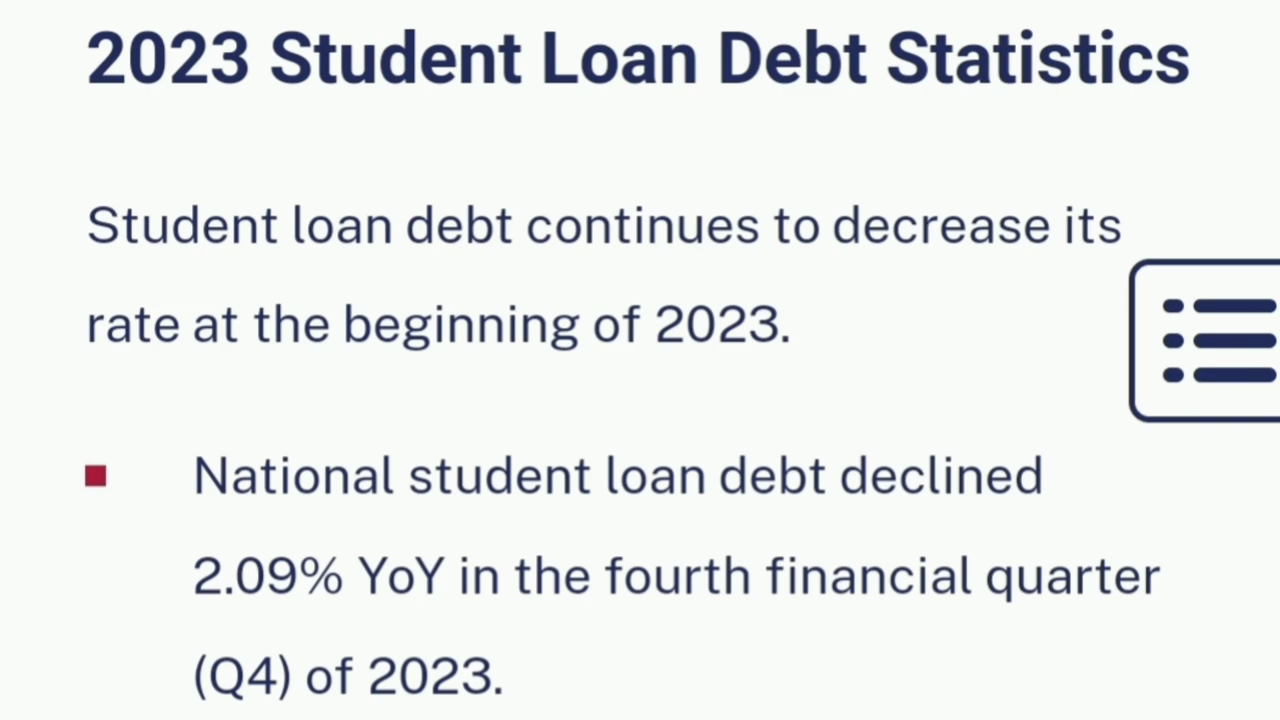 2023 Student Loan Debt Statistics
Student loan debt continues to decrease its
rate at the beginning of 2023.
National student loan debt declined
2.09% YoY in the fourth financial quarter
(Q4) of 2023.